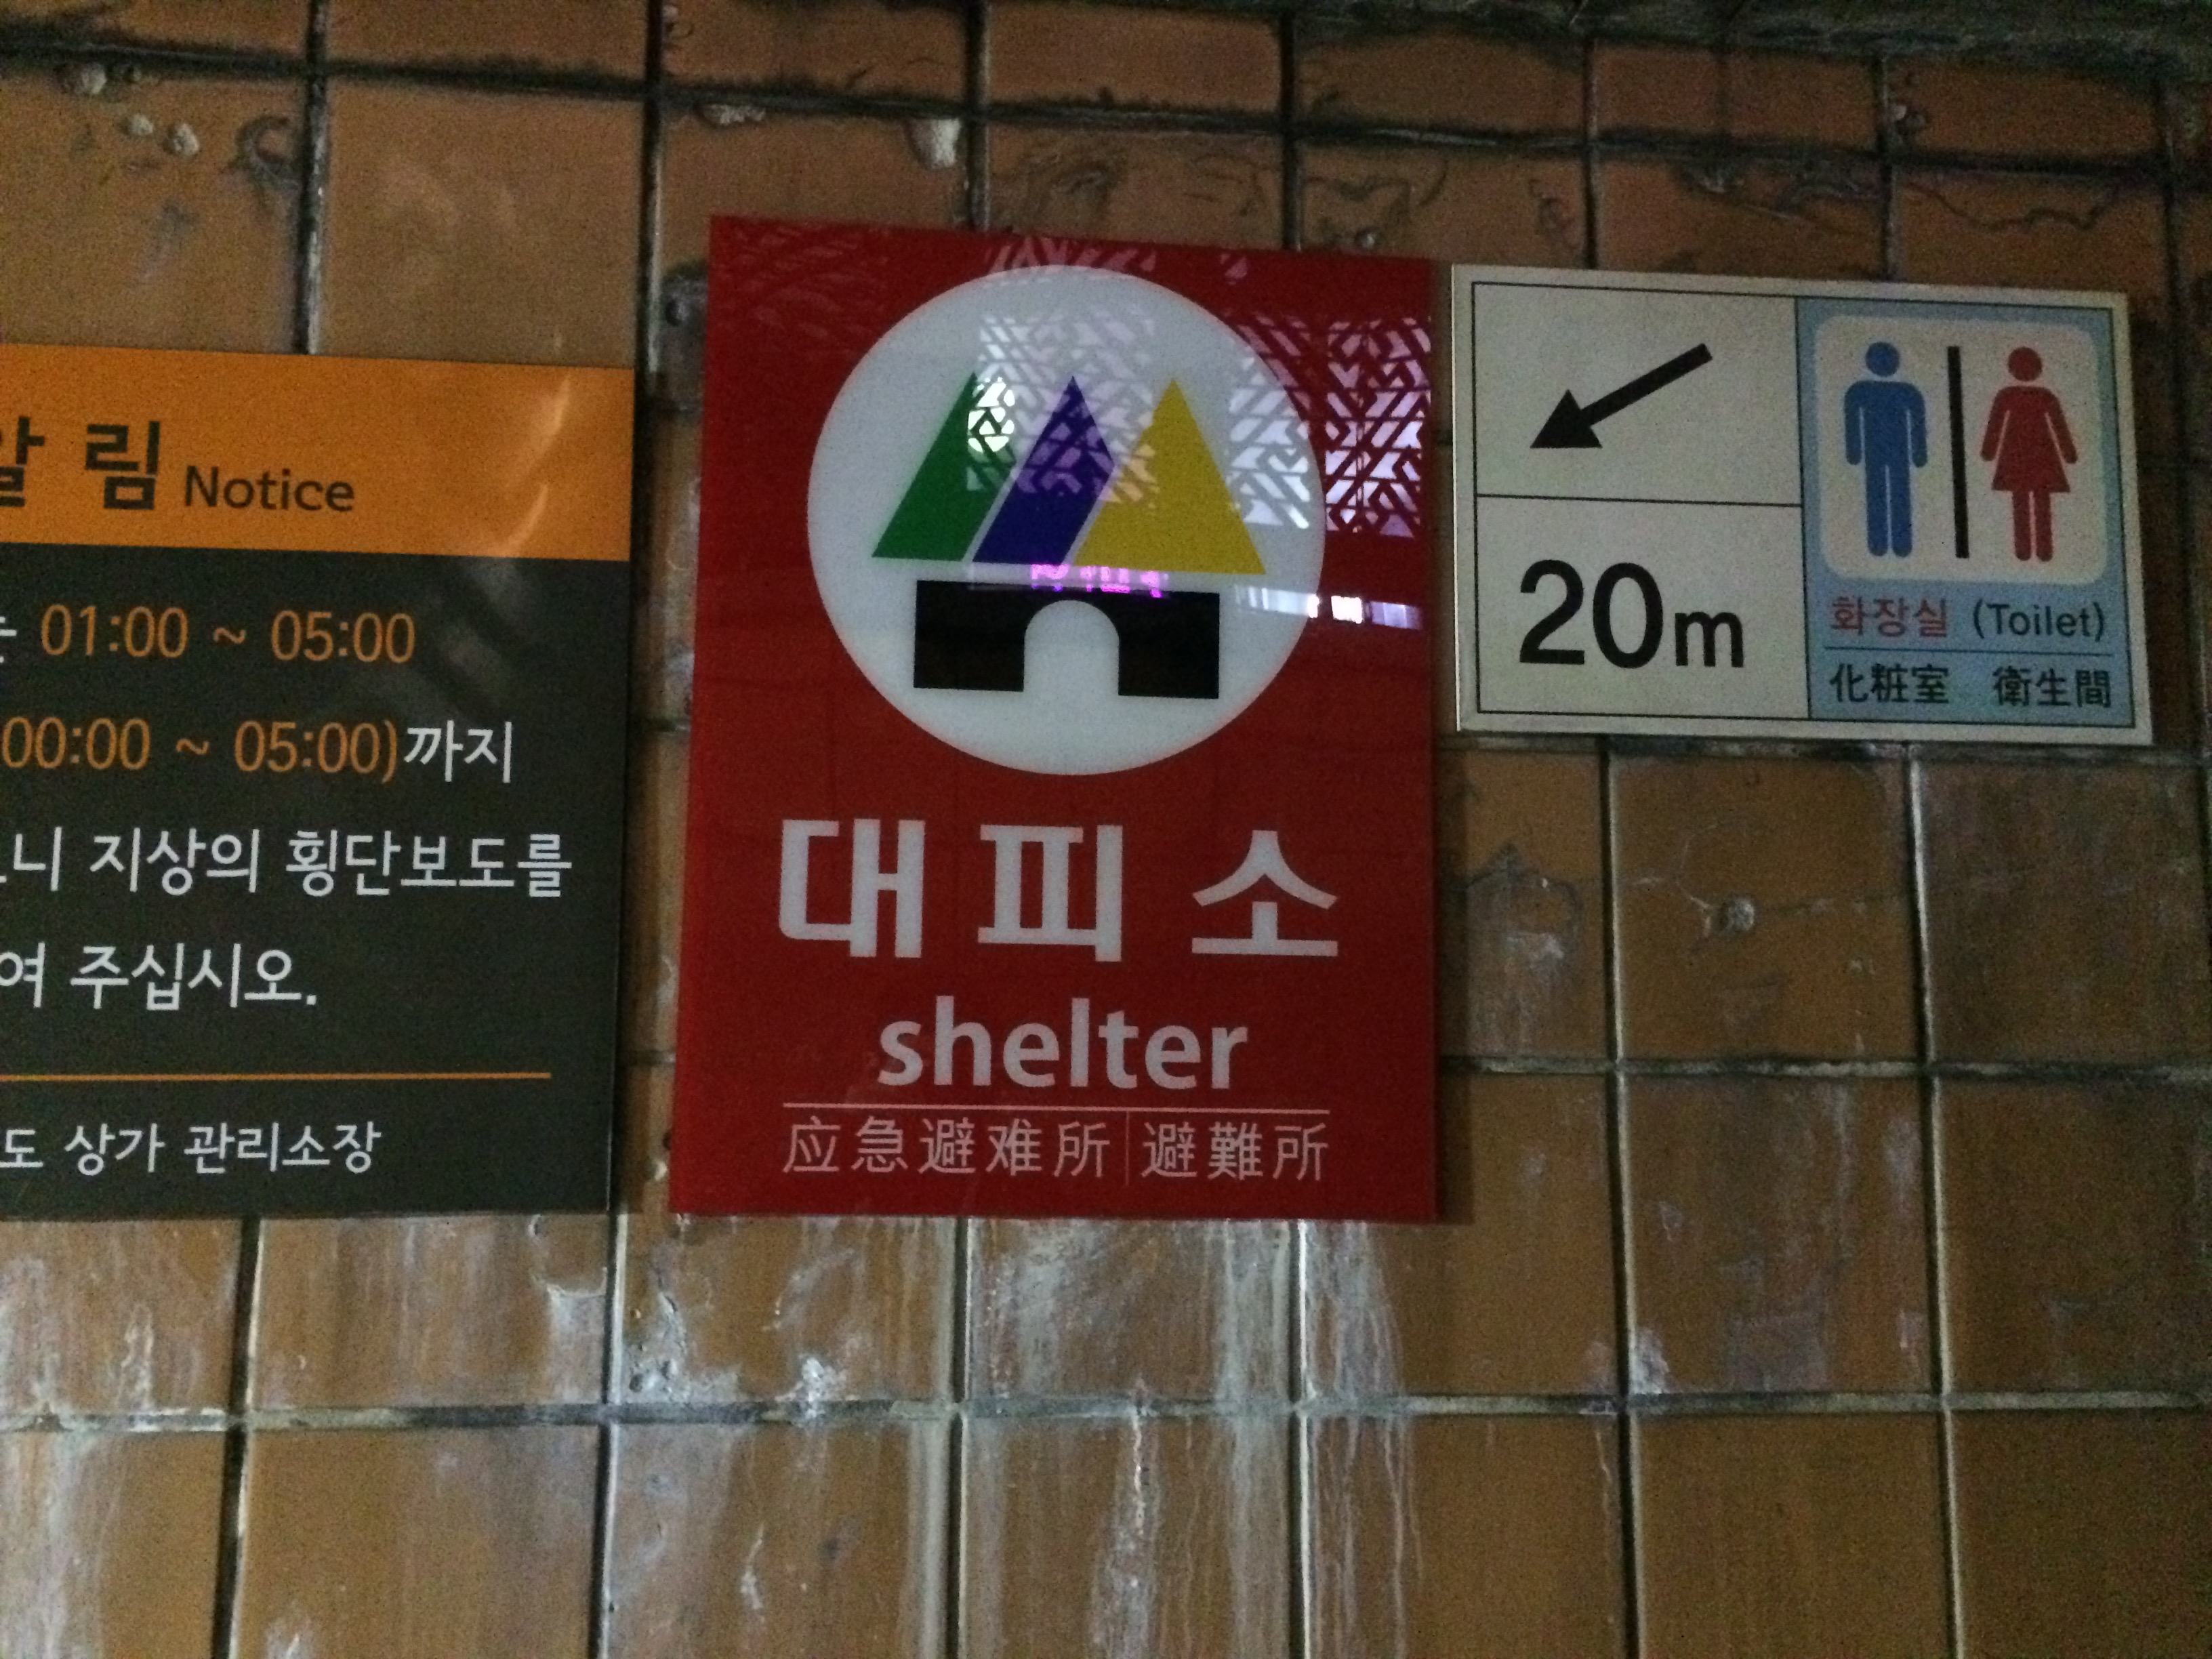 알 림 Notice
는 01:00 ~ 05:00
00:00 ~ 05:00)까지
니 지상의 횡단보도를
여 주십시오.
도 상가 관리소장
대피소
shelter
应急避难所 | 避難所
20m
화장실 (Toilet)
化粧室 衛生間